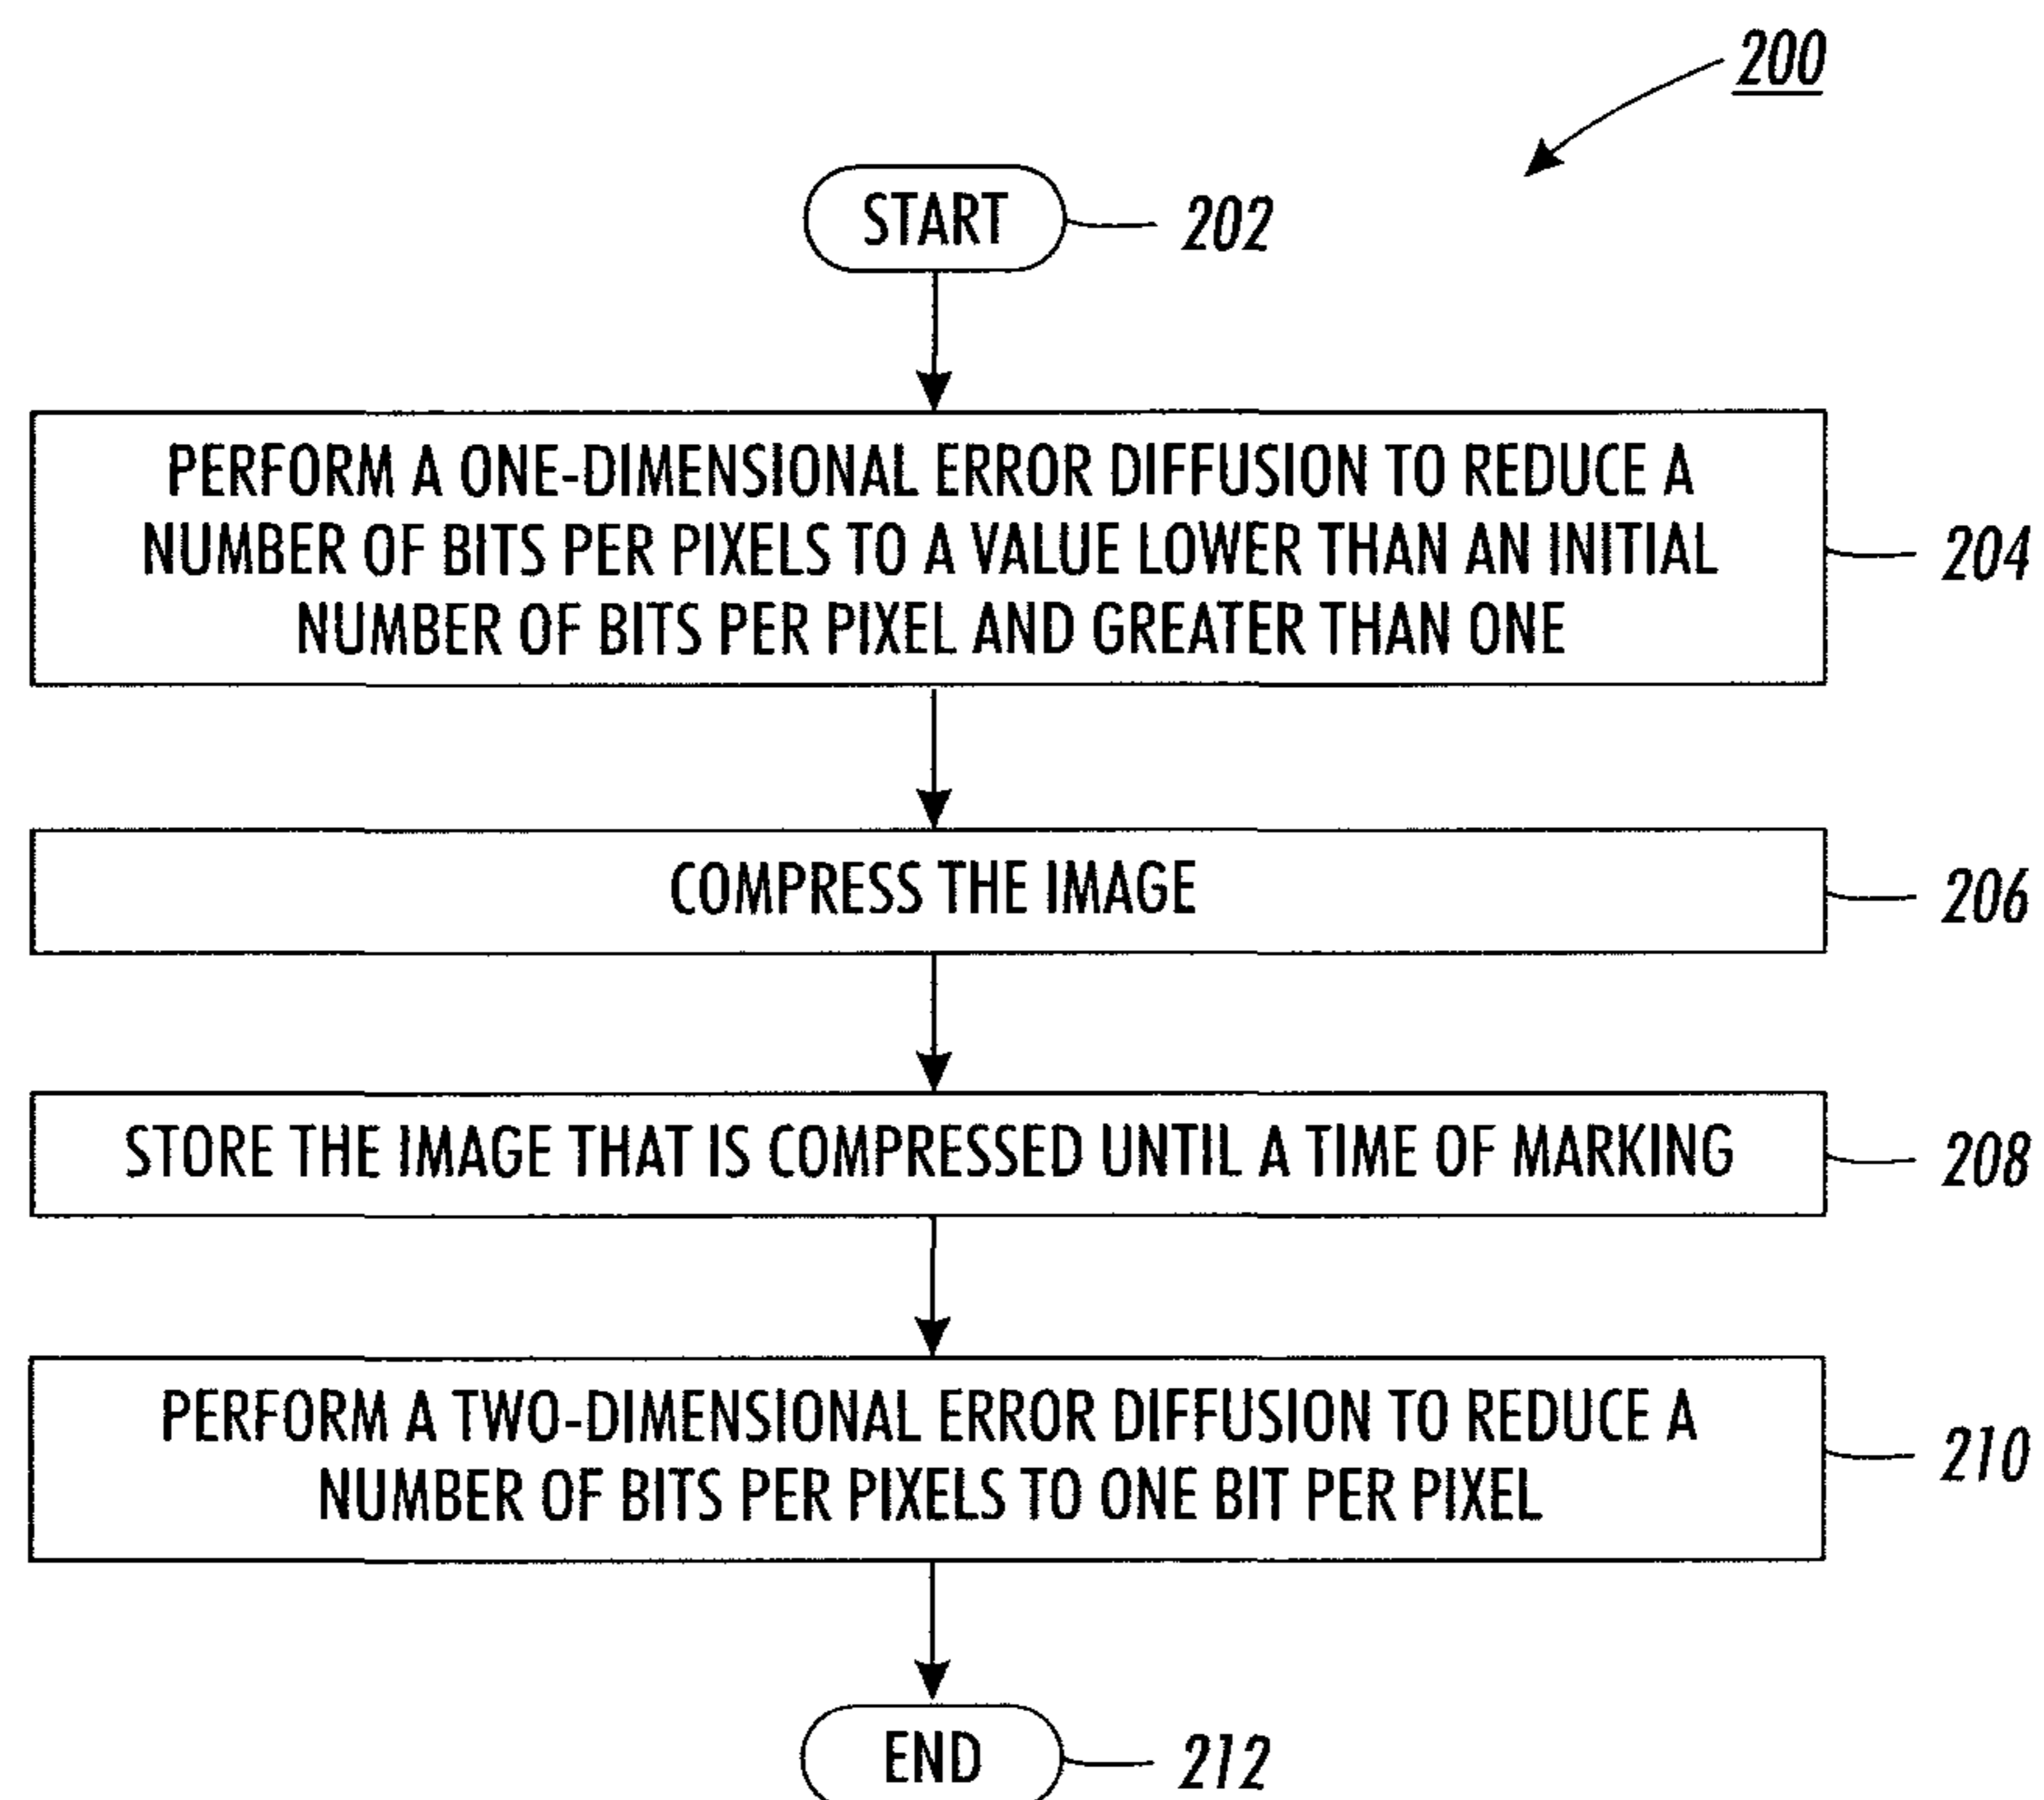 200
START
202
PERFORM A ONE-DIMENSIONAL ERROR DIFFUSION TO REDUCE A
NUMBER OF BITS PER PIXELS TO A VALUE LOWER THAN AN INITIAL
NUMBER OF BITS PER PIXEL AND GREATER THAN ONE
204
COMPRESS THE IMAGE
206
STORE THE IMAGE THAT IS COMPRESSED UNTIL A TIME OF MARKING
208
PERFORM A TWO-DIMENSIONAL ERROR DIFFUSION TO REDUCE A
NUMBER OF BITS PER PIXELS TO ONE BIT PER PIXEL
210
END
212